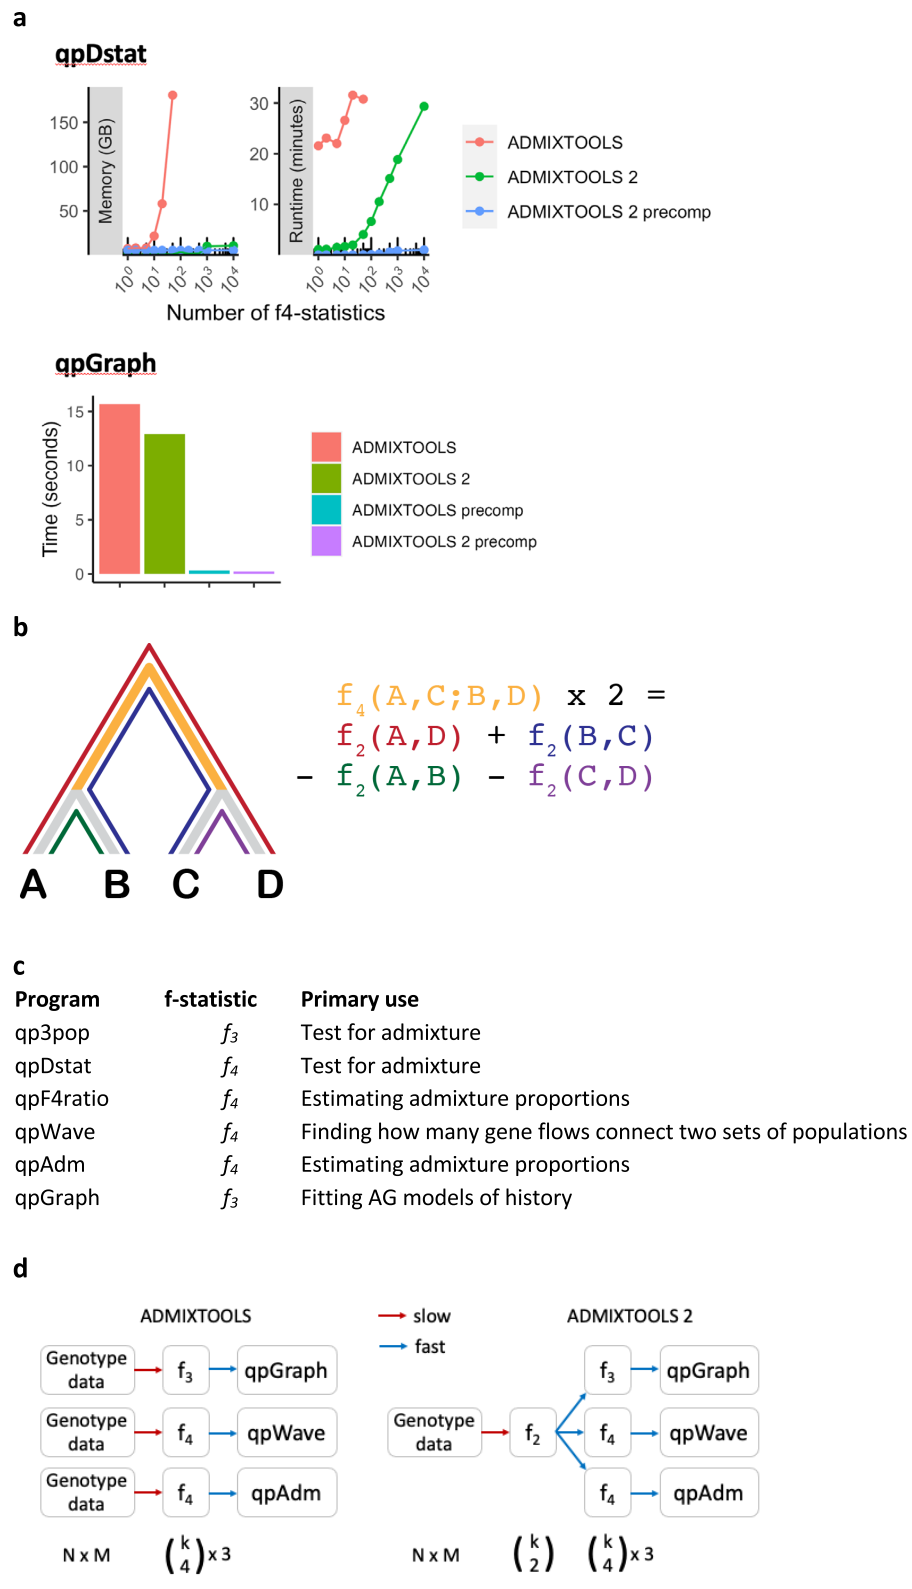 a
qpDstat
Memory (GB)
150
100
50
10⁰ 10¹ 10² 10³ 10⁴
Runtime (minutes)
30
20
10
10⁰ 10¹ 10² 10³ 10⁴
Number of f4-statistics
ADMIXTOOLS
ADMIXTOOLS 2
ADMIXTOOLS 2 precomp
qpGraph
Time (seconds)
15
10
5
0
ADMIXTOOLS
ADMIXTOOLS 2
ADMIXTOOLS precomp
ADMIXTOOLS 2 precomp
b
f₄(A,C;B,D) x 2 =
f₂(A,D) + f₂(B,C)
− f₂(A,B) − f₂(C,D)
A B C D
c
Program f-statistic Primary use
qp3pop f₃ Test for admixture
qpDstat f₄ Test for admixture
qpF4ratio f₄ Estimating admixture proportions
qpWave f₄ Finding how many gene flows connect two sets of populations
qpAdm f₄ Estimating admixture proportions
qpGraph f₃ Fitting AG models of history
d
ADMIXTOOLS
Genotype data f₃ qpGraph
Genotype data f₄ qpWave
Genotype data f₄ qpAdm
N x M (k 4) x 3
slow
fast
ADMIXTOOLS 2
Genotype data f₂
f₃ qpGraph
f₄ qpWave
f₄ qpAdm
N x M (k 2) (k 4) x 3